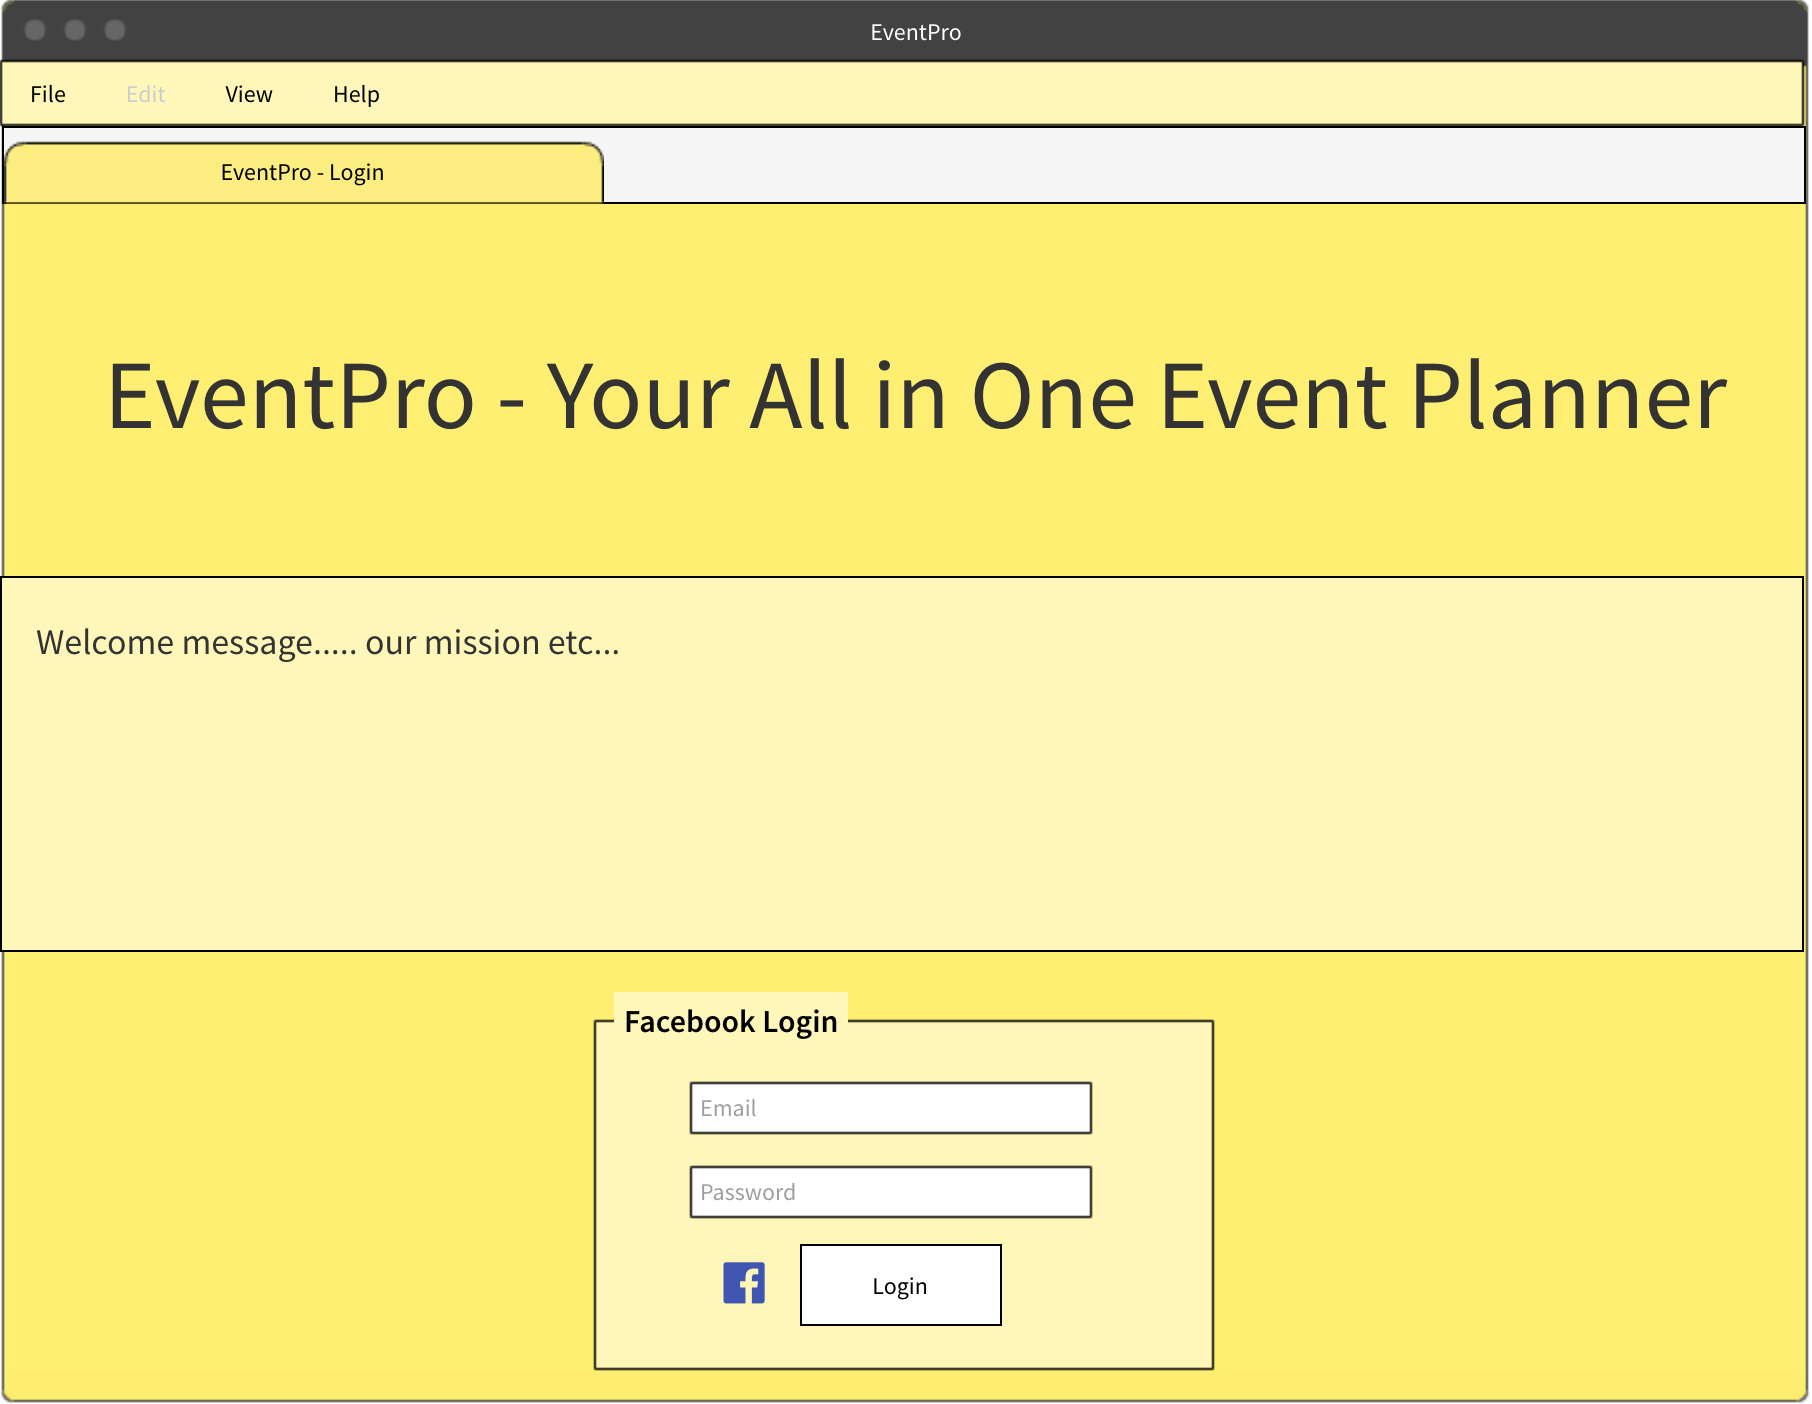 EventPro
File Edit View Help
EventPro - Login
EventPro - Your All in One Event Planner
Welcome message..... our mission etc...
Facebook Login
Email
Password
Login